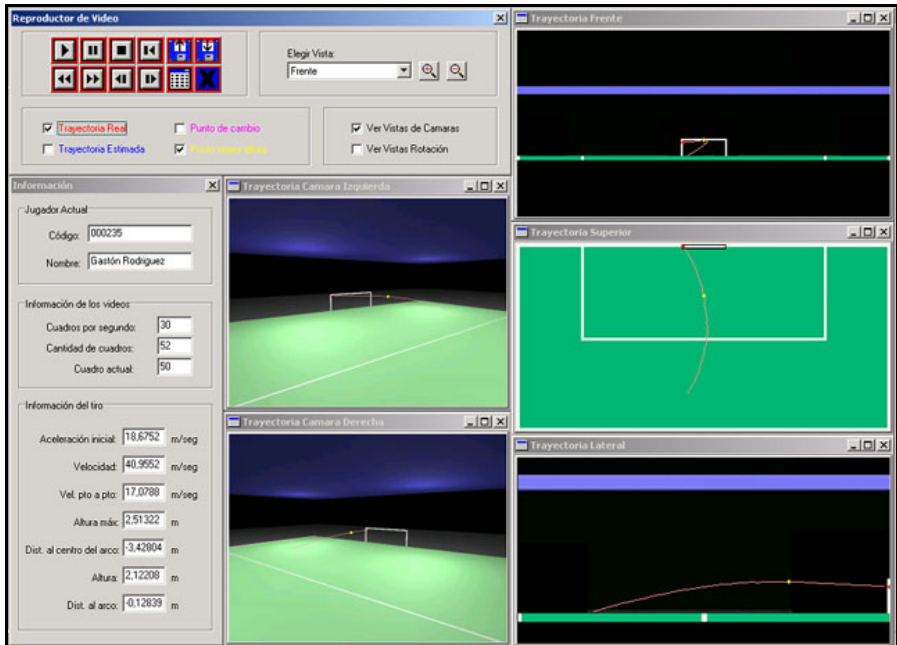 Reproductor de Video
Elegir Vista:
Frente
Trayectoria Real
Punto de cambio
Ver Vistas de Camaras
Trayectoria Estimada
Ver Vistas Rotación
Información
Jugador Actual
Código: 000235
Nombre: Gastón Rodriguez
Información de los videos
Cuadros por segundo: 30
Cantidad de cuadros: 52
Cuadro actual: 50
Información del tiro
Aceleración inicial: 18,6752 m/seg
Velocidad: 40,9552 m/seg
Vel. pto a pto: 17,0788 m/seg
Altura máx: 2,51322 m
Dist. al centro del arco: -3,42804 m
Altura: 2,12208 m
Dist. al arco: -0,12839 m
Trayectoria Camara Izquierda
Trayectoria Camara Derecha
Trayectoria Frente
Trayectoria Superior
Trayectoria Lateral